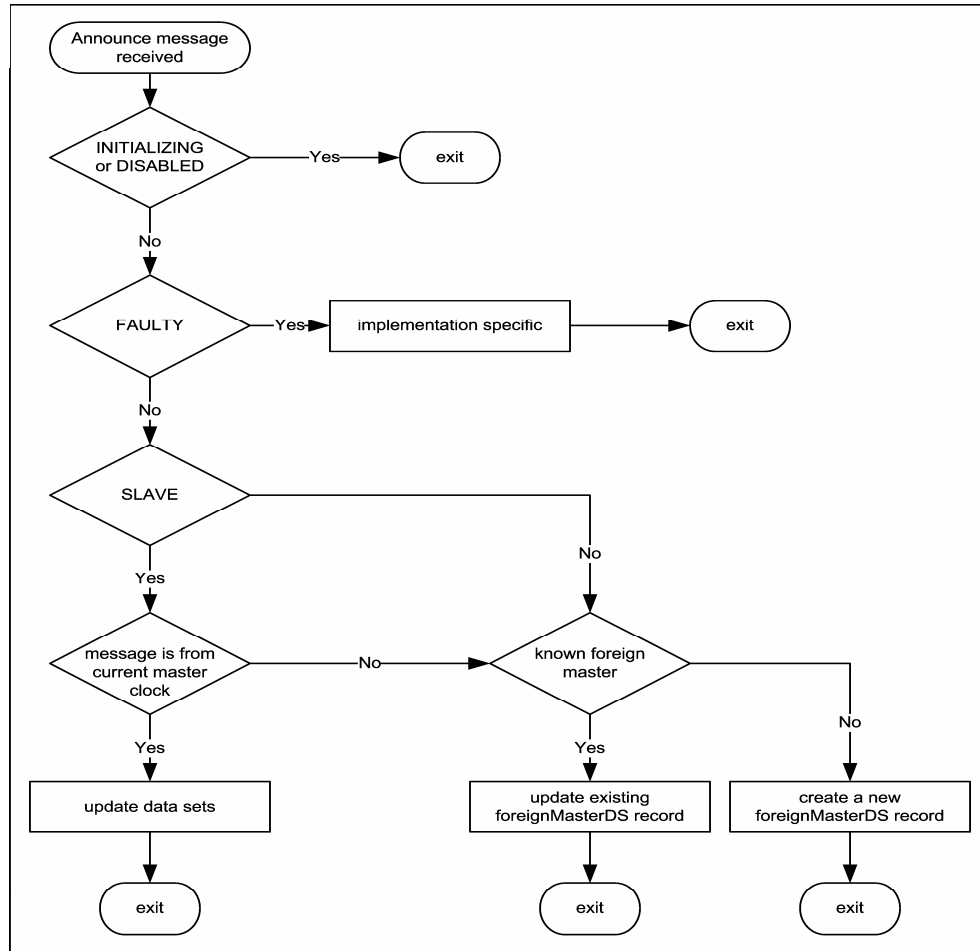 Announce message
received
INITIALIZING
or DISABLED
Yes
exit
No
FAULTY
Yes
implementation specific
exit
No
SLAVE
No
Yes
message is from
current master
clock
No
known foreign
master
No
Yes
Yes
update data sets
update existing
foreignMasterDS record
create a new
foreignMasterDS record
exit
exit
exit